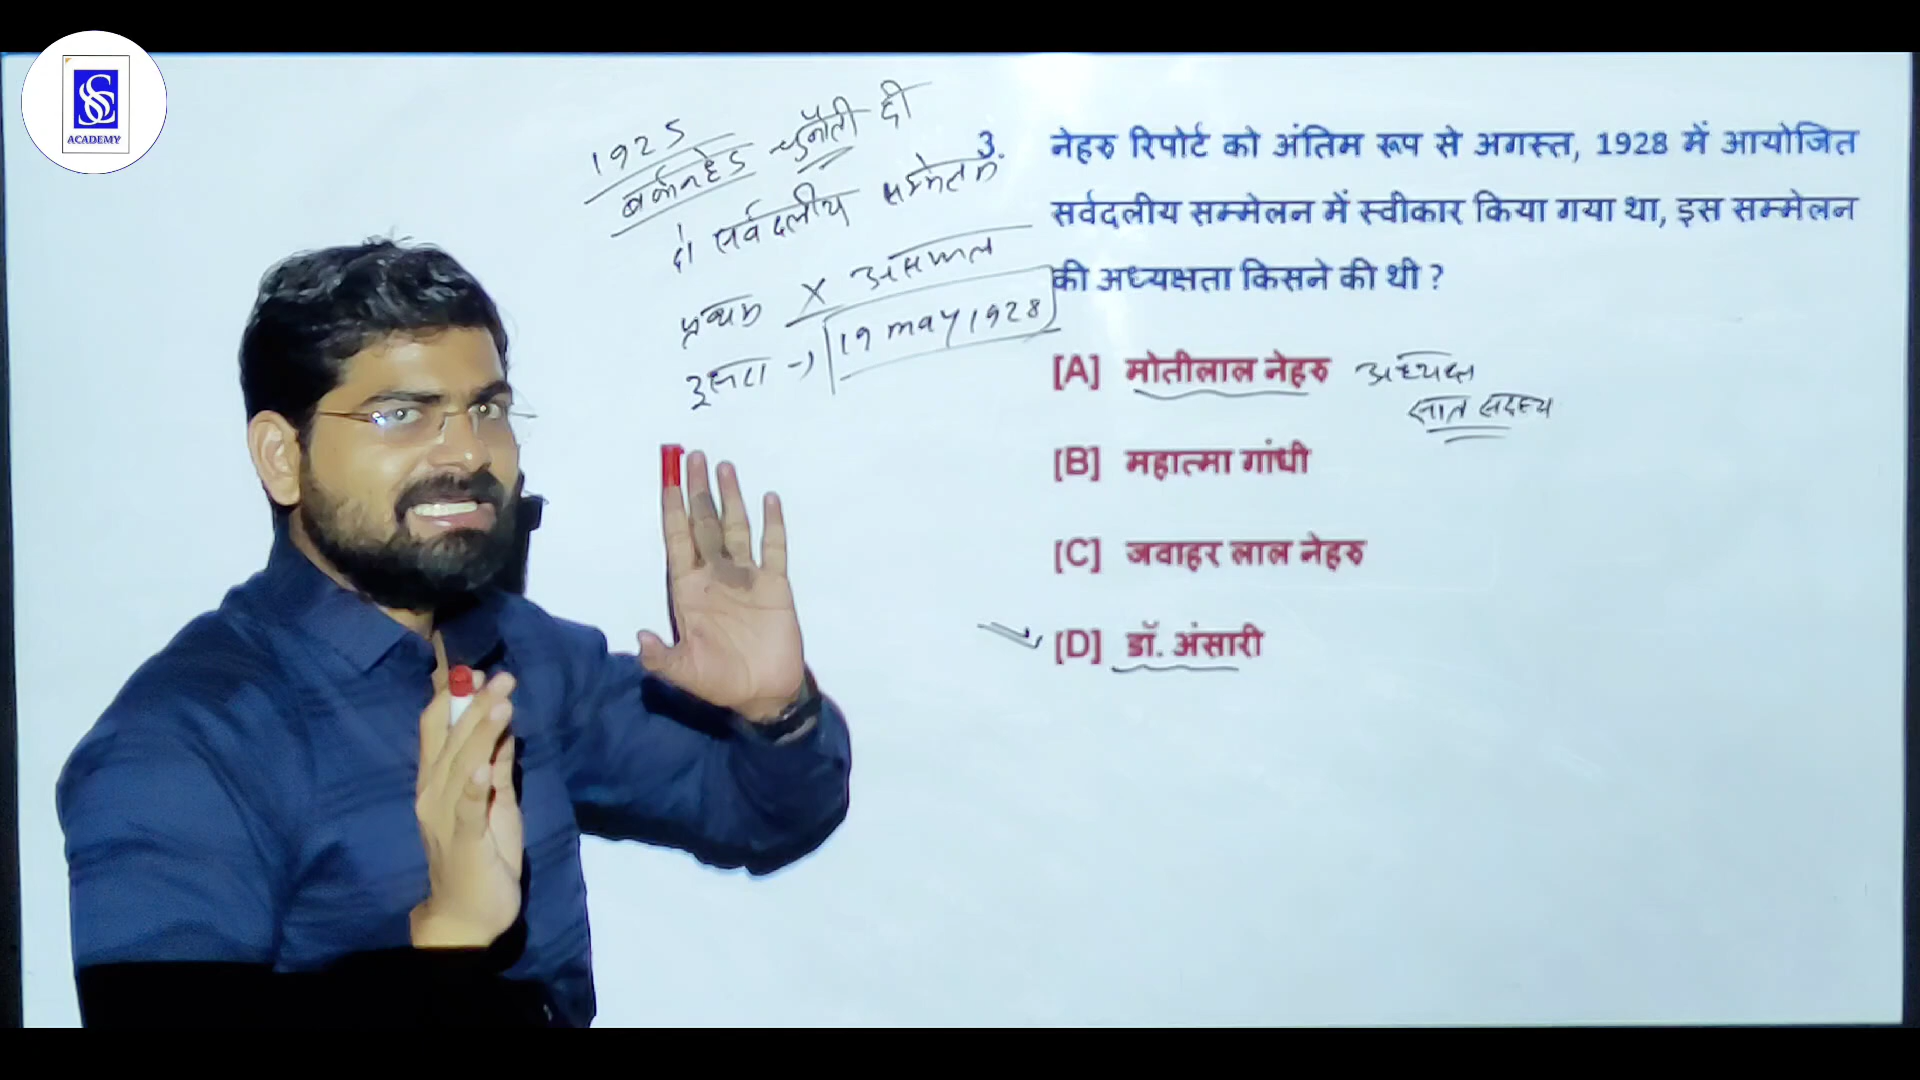 SSC
ACADEMY
1925
बर्कनहेड चुनौती दी
दो सर्वदलीय सम्मेलन
प्रथम X असफल
दूसरा → 19 may 1928
3. नेहरु रिपोर्ट को अंतिम रूप से अगस्त, 1928 में आयोजित
सर्वदलीय सम्मेलन में स्वीकार किया गया था, इस सम्मेलन
की अध्यक्षता किसने की थी ?
[A] मोतीलाल नेहरु अध्यक्ष
सात सदस्य
[B] महात्मा गांधी
[C] जवाहर लाल नेहरु
[D] डॉ. अंसारी